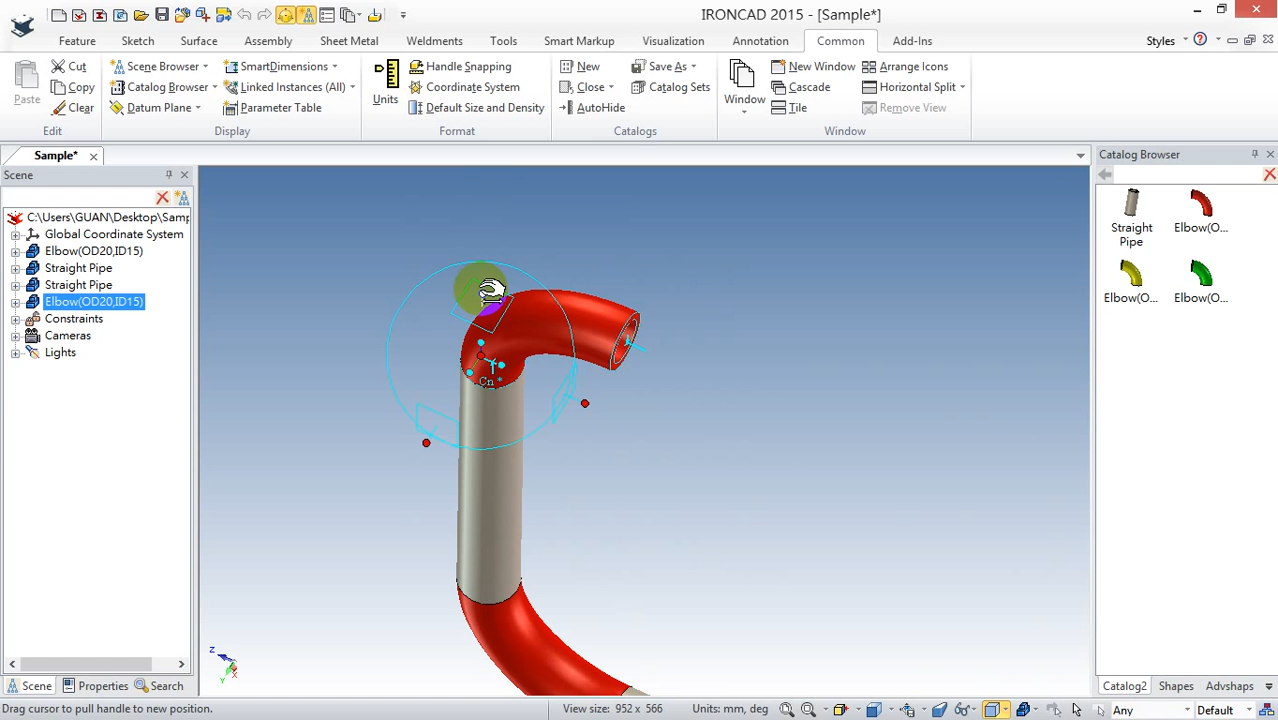 IRONCAD 2015 - [Sample*]
Feature Sketch Surface Assembly Sheet Metal Weldments Tools Smart Markup Visualization Annotation Common Add-Ins Styles
Paste Cut Copy Clear
Edit
Scene Browser SmartDimensions
Catalog Browser Linked Instances (All)
Datum Plane Parameter Table
Display
Units Handle Snapping
Coordinate System
Default Size and Density
Format
New Save As
Close Catalog Sets
AutoHide
Catalogs
Window New Window Arrange Icons
Cascade Horizontal Split
Tile Remove View
Window
Sample*
Scene
C:\Users\GUAN\Desktop\Samp
Global Coordinate System
Elbow(OD20,ID15)
Straight Pipe
Straight Pipe
Elbow(OD20,ID15)
Constraints
Cameras
Lights
Cn *
z
x
y
Catalog Browser
Straight Pipe
Elbow(O...
Elbow(O...
Elbow(O...
Scene Properties Search
Catalog2 Shapes Advshaps
Drag cursor to pull handle to new position.
View size: 952 x 566
Units: mm, deg
Any
Default